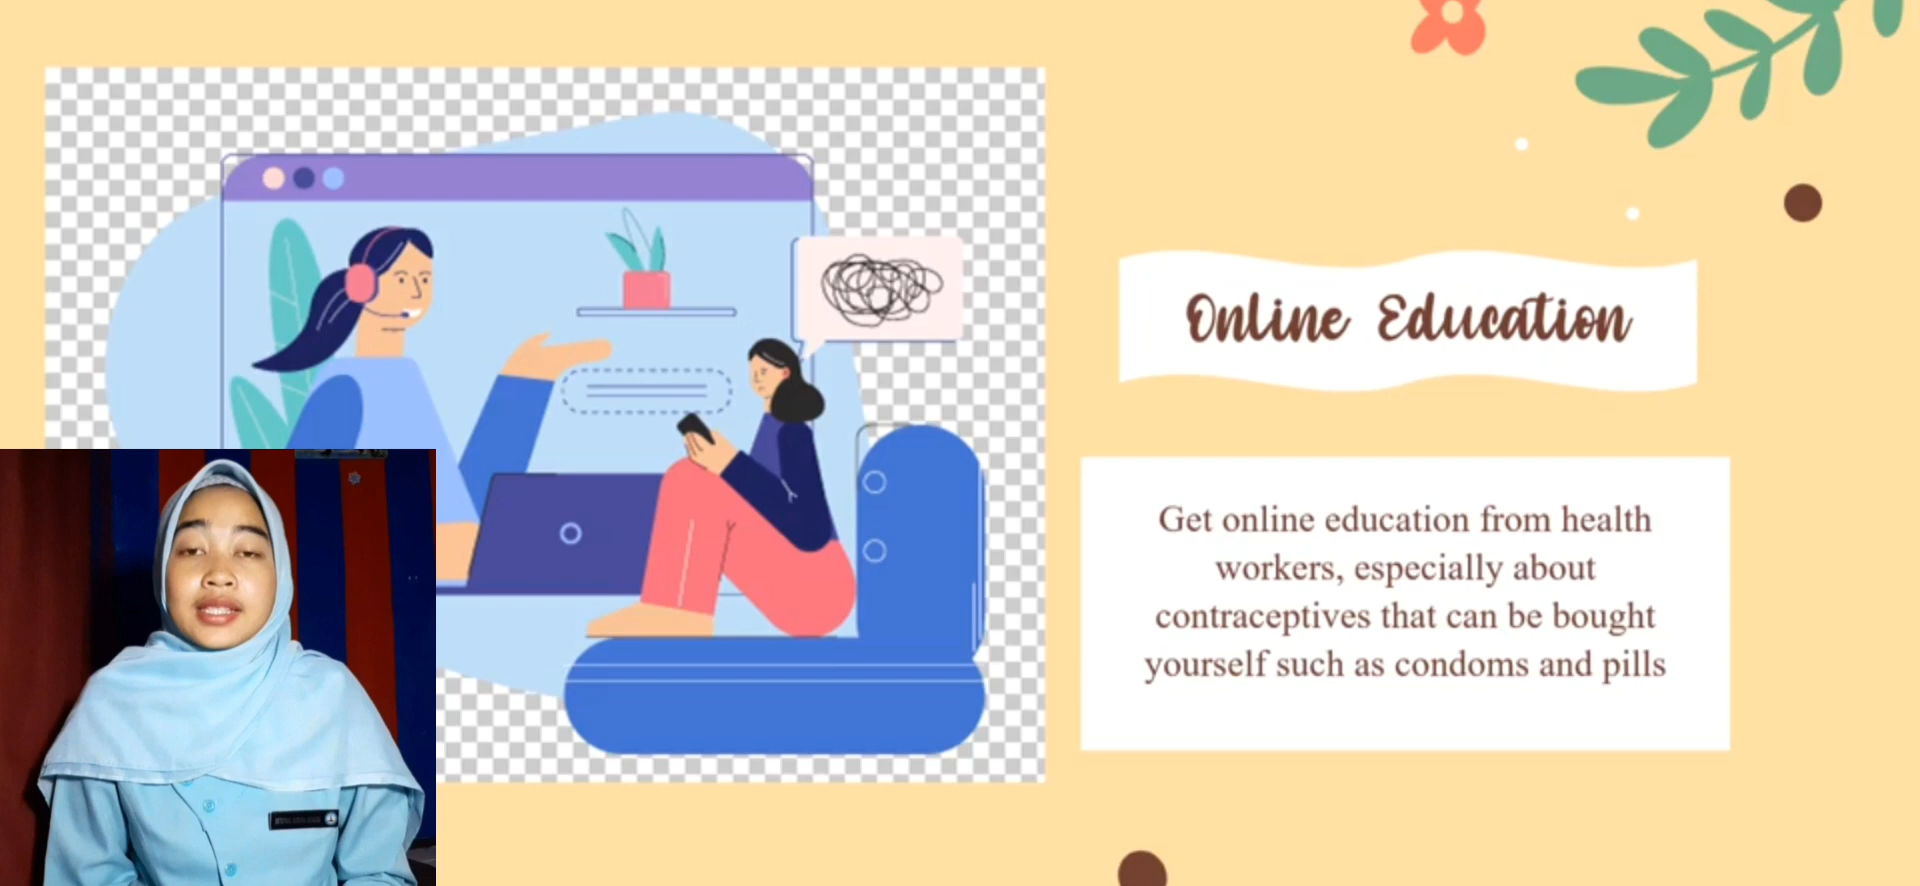 Online Education
Get online education from health
workers, especially about
contraceptives that can be bought
yourself such as condoms and pills